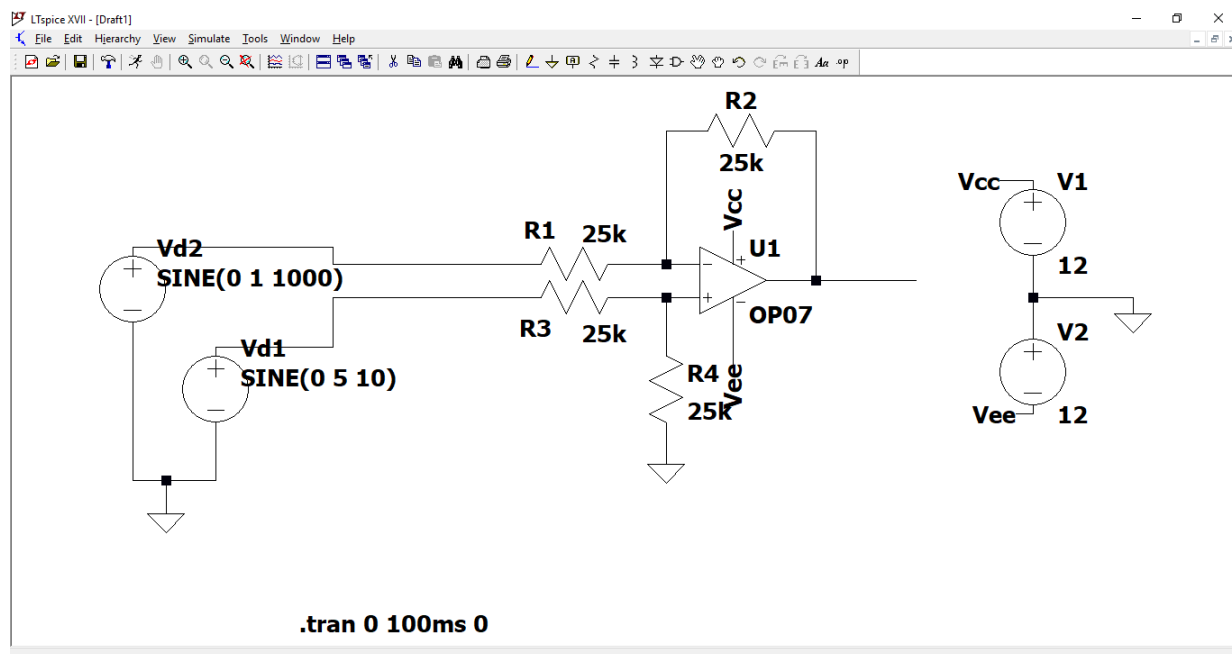 LTspice XVII - [Draft1]
File Edit Hierarchy View Simulate Tools Window Help
Aa .op
R2
25k
Vcc
V1
12
Vcc
R1 25k
U1
Vd2
SINE(0 1 1000)
OP07
R3 25k
V2
Vd1
SINE(0 5 10)
R4
25k
Vee
Vee
12
.tran 0 100ms 0